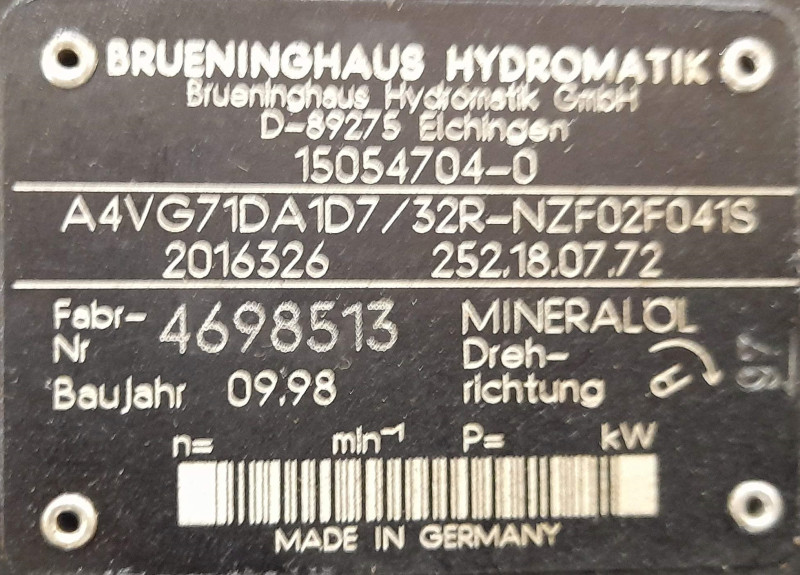 BRUENINGHAUS HYDROMATIK
Brueninghaus Hydromatik GmbH
D-89275 Elchingen
15054704-0
A4VG71DA1D7/32R-NZF02F041S
2016326 252.18.07.72
Fabr-
Nr 4698513
MINERALÖL
Dreh-
richtung
Baujahr 09.98
97
n= min⁻¹ P= kW
MADE IN GERMANY